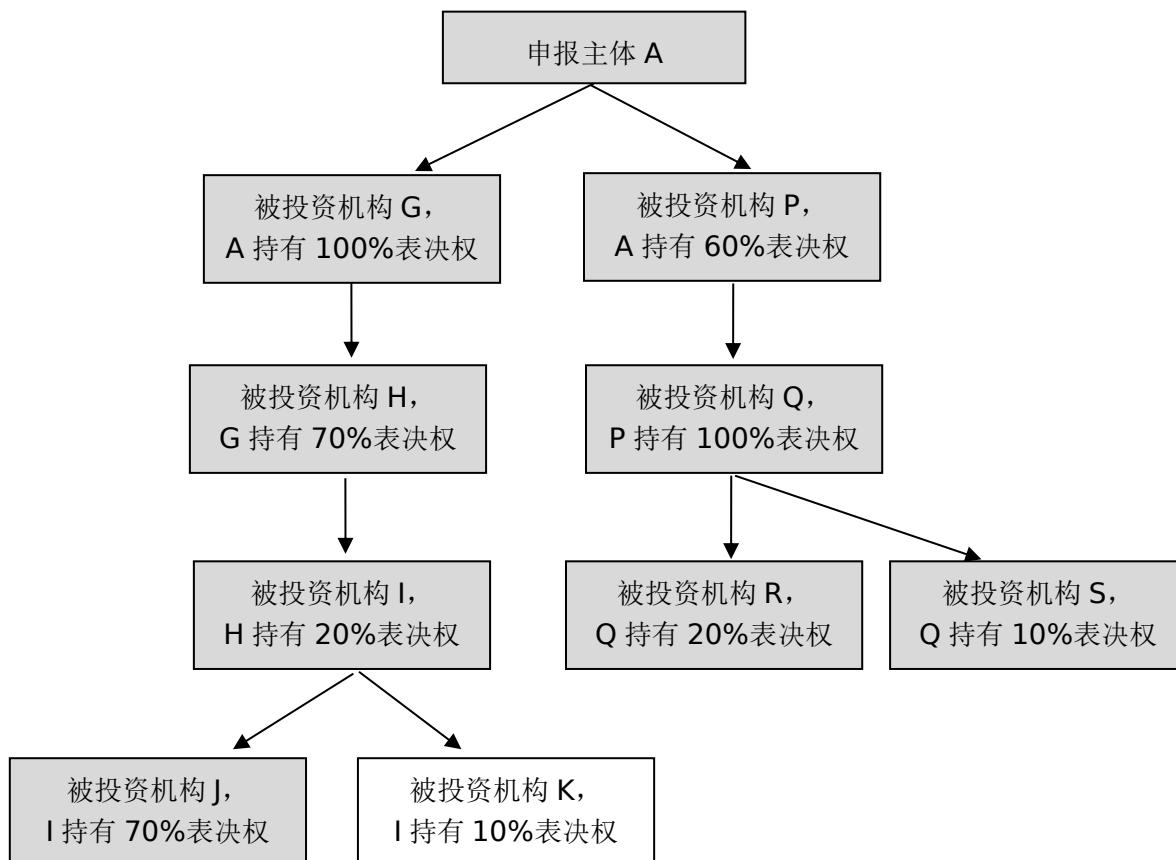 申报主体 A
被投资机构 G，
A 持有 100%表决权
被投资机构 P，
A 持有 60%表决权
被投资机构 H，
G 持有 70%表决权
被投资机构 Q，
P 持有 100%表决权
被投资机构 I，
H 持有 20%表决权
被投资机构 R，
Q 持有 20%表决权
被投资机构 S，
Q 持有 10%表决权
被投资机构 J，
I 持有 70%表决权
被投资机构 K，
I 持有 10%表决权